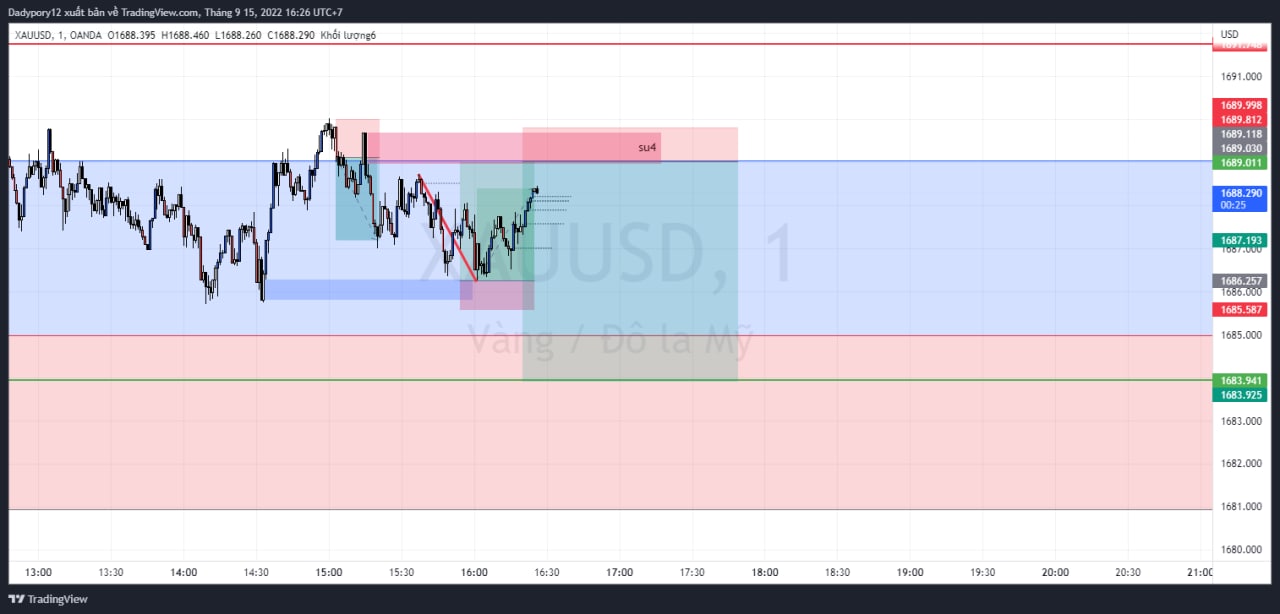 Dadypory12 xuất bản về TradingView.com, Tháng 9 15, 2022 16:26 UTC+7
XAUUSD, 1, OANDA O1688.395 H1688.460 L1688.260 C1688.290 Khối lượng6
USD
1691.000
1689.998
1689.812
1689.118
1689.030
1689.011
su4
1688.290
00:25
1687.193
1687.000
XAUUSD, 1
1686.257
1686.000
1685.587
1685.000
Vàng / Đô la Mỹ
1683.941
1683.925
1683.000
1682.000
1681.000
1680.000
13:00 13:30 14:00 14:30 15:00 15:30 16:00 16:30 17:00 17:30 18:00 18:30 19:00 19:30 20:00 20:30 21:00
TradingView